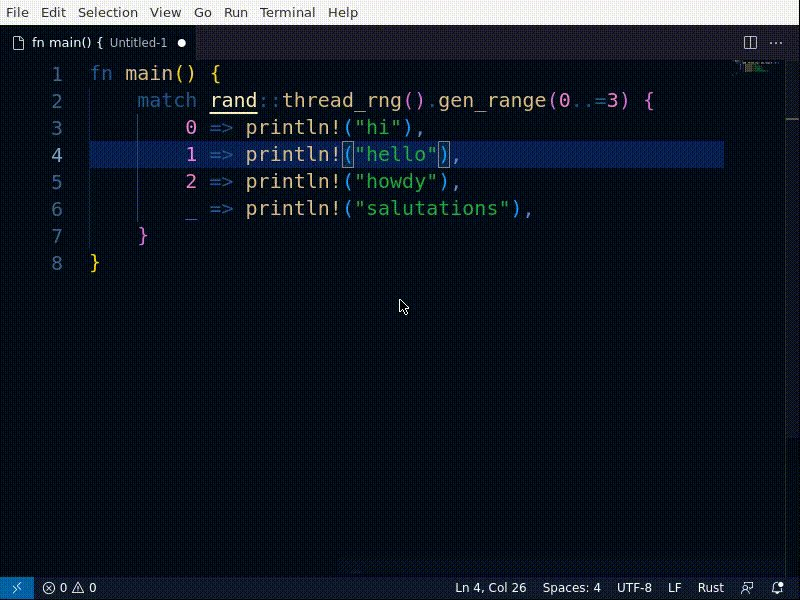 File Edit Selection View Go Run Terminal Help
fn main() { Untitled-1
1 fn main() {
2     match rand::thread_rng().gen_range(0..=3) {
3         0 => println!("hi"),
4         1 => println!("hello"),
5         2 => println!("howdy"),
6         _ => println!("salutations"),
7     }
8 }
0 0 Ln 4, Col 26 Spaces: 4 UTF-8 LF Rust